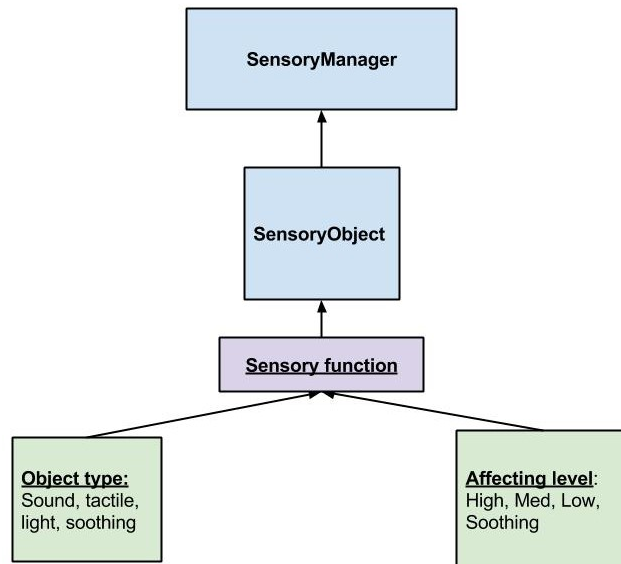 SensoryManager
SensoryObject
Sensory function
Object type:
Sound, tactile,
light, soothing
Affecting level:
High, Med, Low,
Soothing